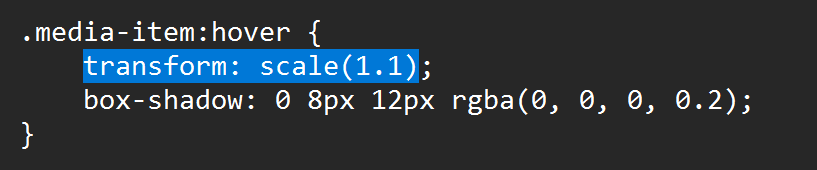 .media-item:hover {
    transform: scale(1.1);
    box-shadow: 0 8px 12px rgba(0, 0, 0, 0.2);
}